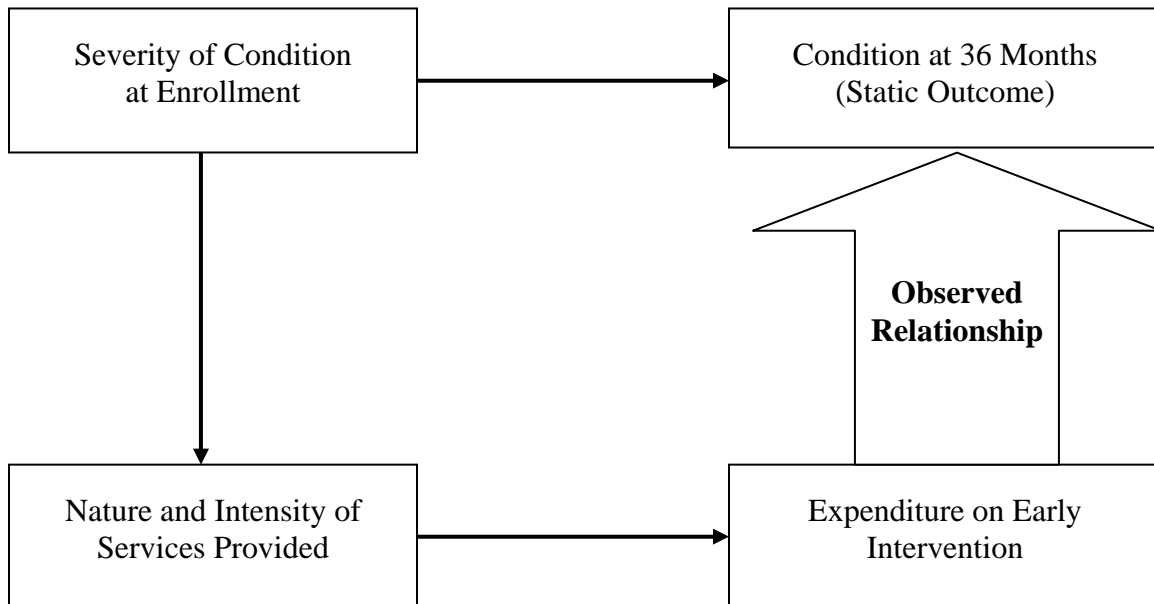 Severity of Condition
at Enrollment
Condition at 36 Months
(Static Outcome)
Observed
Relationship
Nature and Intensity of
Services Provided
Expenditure on Early
Intervention